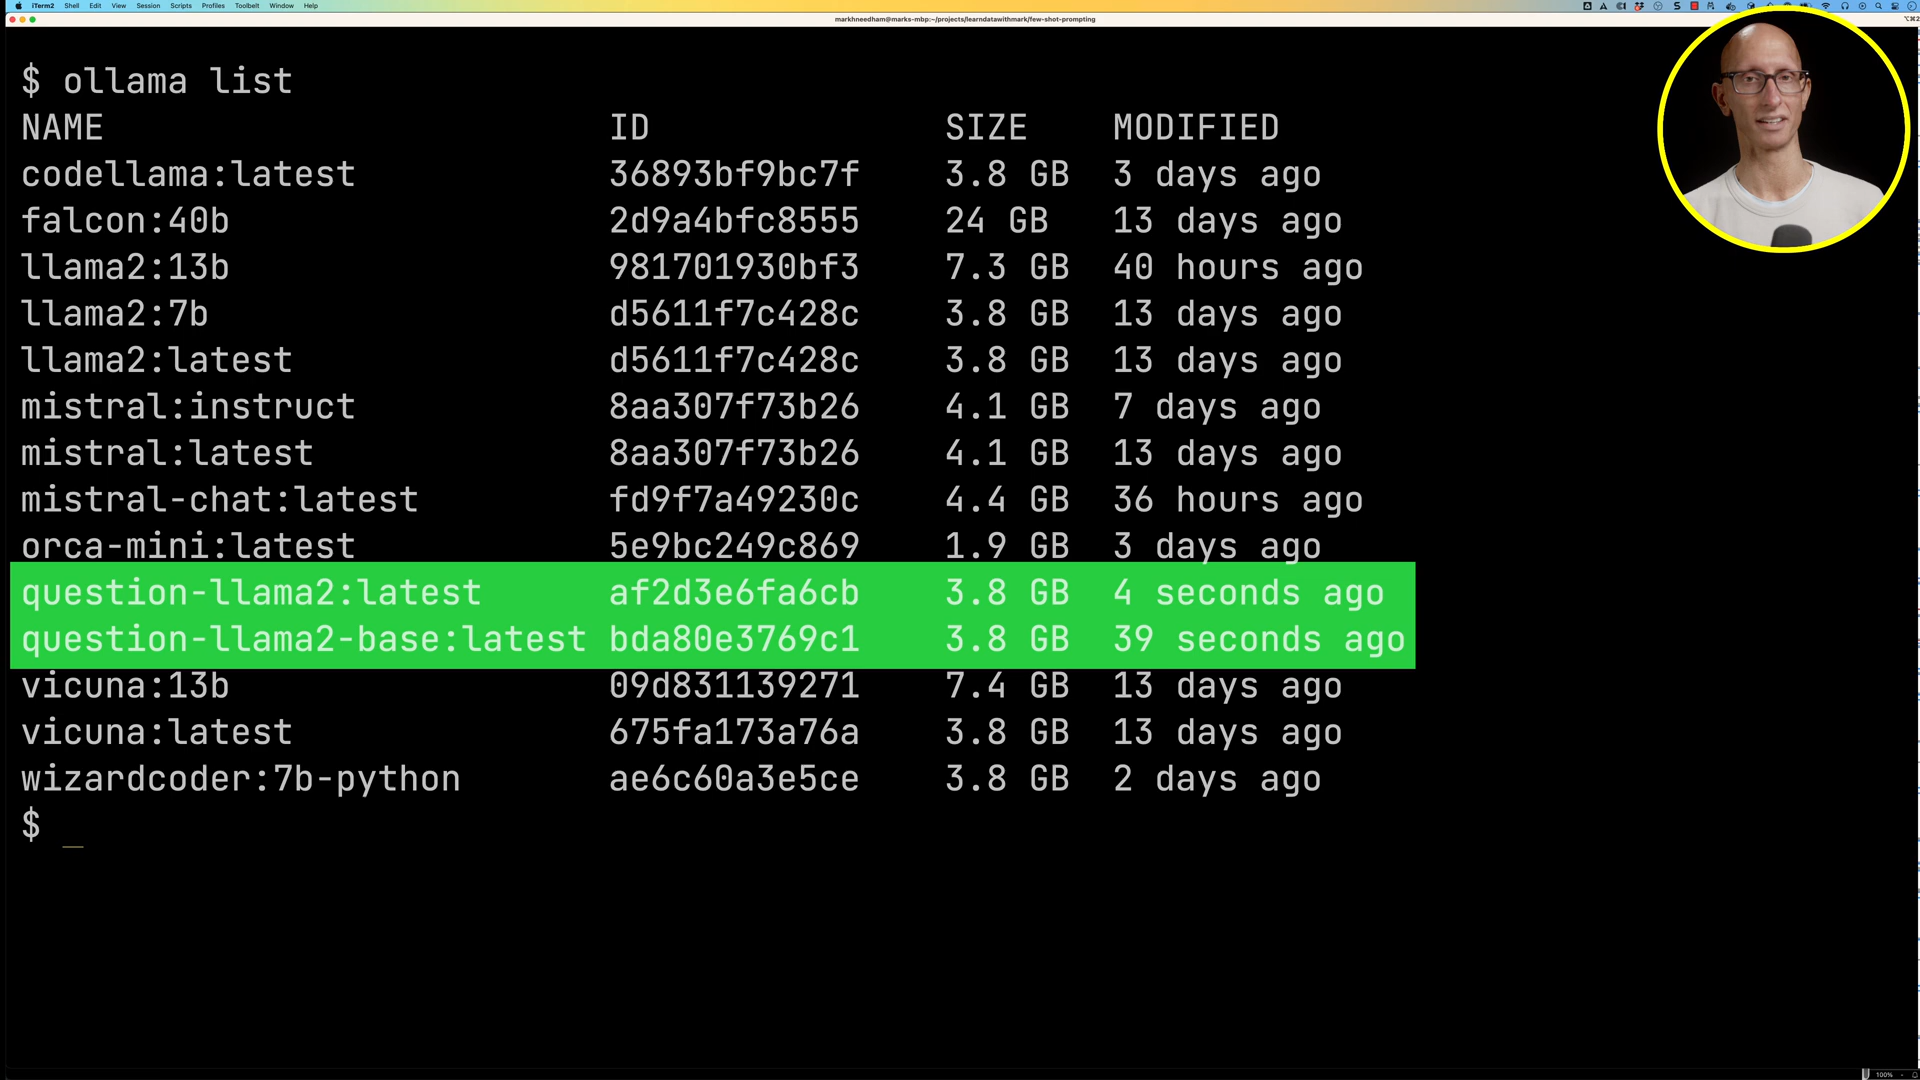 iTerm2 Shell Edit View Session Scripts Profiles Toolbelt Window Help
markhneedham@marks-mbp:~/projects/learndatawithmark/few-shot-prompting
$ ollama list
NAME ID SIZE MODIFIED
codellama:latest 36893bf9bc7f 3.8 GB 3 days ago
falcon:40b 2d9a4bfc8555 24 GB 13 days ago
llama2:13b 981701930bf3 7.3 GB 40 hours ago
llama2:7b d5611f7c428c 3.8 GB 13 days ago
llama2:latest d5611f7c428c 3.8 GB 13 days ago
mistral:instruct 8aa307f73b26 4.1 GB 7 days ago
mistral:latest 8aa307f73b26 4.1 GB 13 days ago
mistral-chat:latest fd9f7a49230c 4.4 GB 36 hours ago
orca-mini:latest 5e9bc249c869 1.9 GB 3 days ago
question-llama2:latest af2d3e6fa6cb 3.8 GB 4 seconds ago
question-llama2-base:latest bda80e3769c1 3.8 GB 39 seconds ago
vicuna:13b 09d831139271 7.4 GB 13 days ago
vicuna:latest 675fa173a76a 3.8 GB 13 days ago
wizardcoder:7b-python ae6c60a3e5ce 3.8 GB 2 days ago
$ _
100%